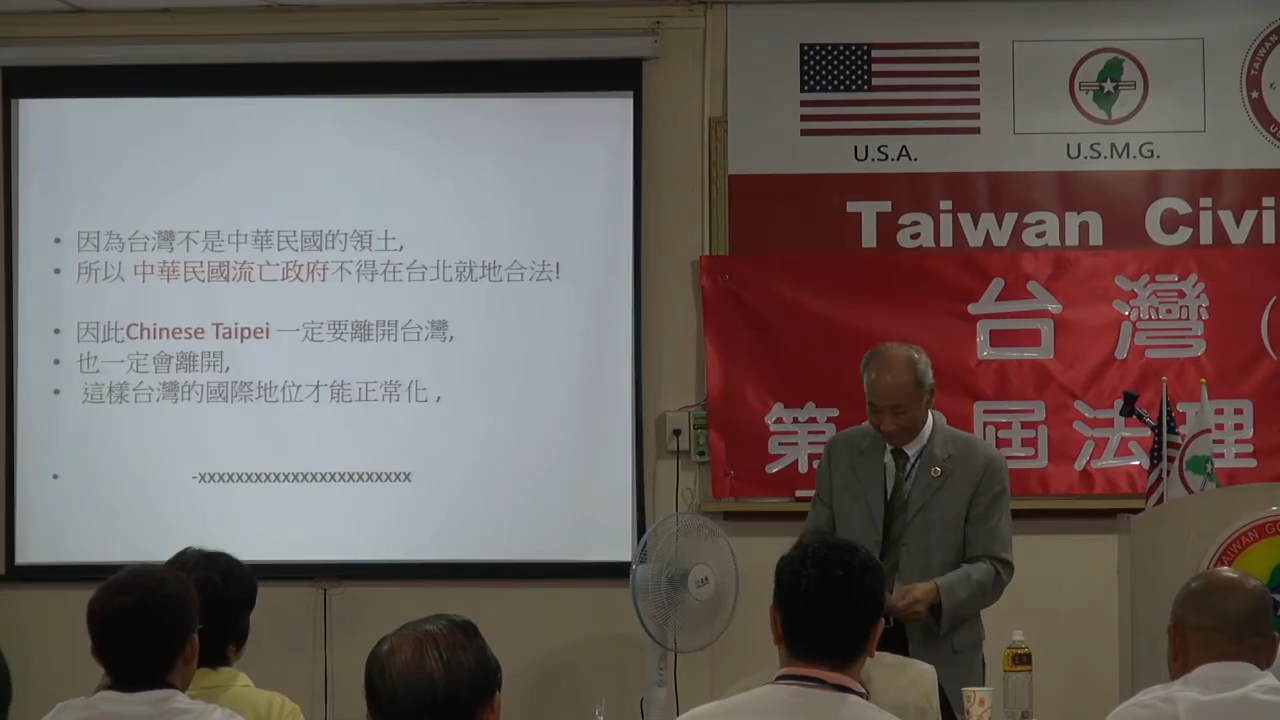 • 因為台灣不是中華民國的領土,
• 所以 中華民國流亡政府不得在台北就地合法!
• 因此Chinese Taipei 一定要離開台灣,
• 也一定會離開,
• 這樣台灣的國際地位才能正常化 ,
• -xxxxxxxxxxxxxxxxxxxxxxx
U.S.A.
U.S.M.G.
Taiwan Civi
台灣(
第 屆法理
TAIWAN GO